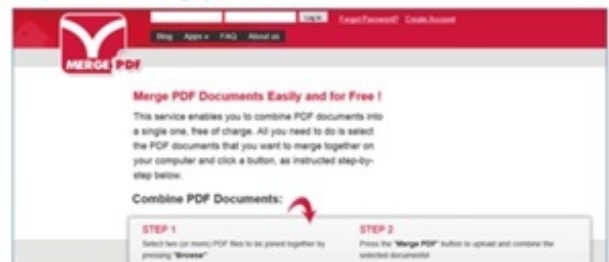 Log In Forgot Password? Create Account
Blog Apps » FAQ About us
MERGE PDF
Merge PDF Documents Easily and for Free !
This service enables you to combine PDF documents into
a single one, free of charge. All you need to do is select
the PDF documents that you want to merge together on
your computer and click a button, as instructed step-by-
step below.
Combine PDF Documents:
STEP 1
Select two (or more) PDF files to be joined together by
pressing "Browse"
STEP 2
Press the "Merge PDF" button to upload and combine the
selected documents!